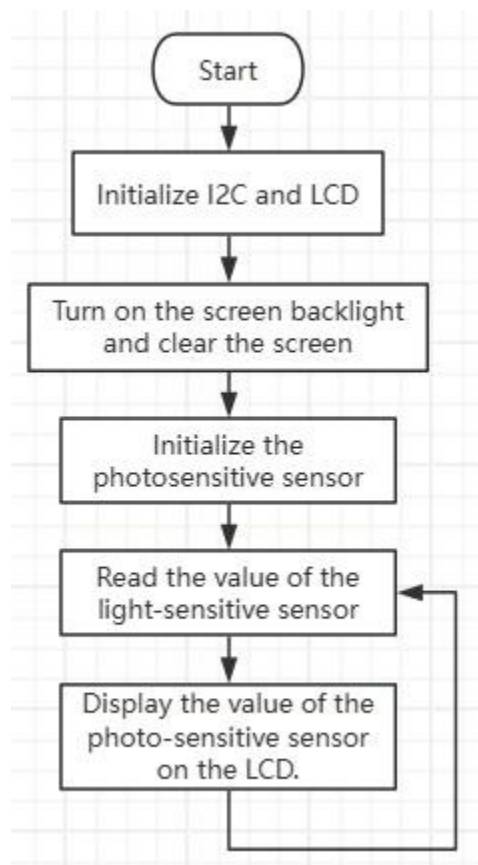 Start
Initialize I2C and LCD
Turn on the screen backlight
and clear the screen
Initialize the
photosensitive sensor
Read the value of the
light-sensitive sensor
Display the value of the
photo-sensitive sensor
on the LCD.